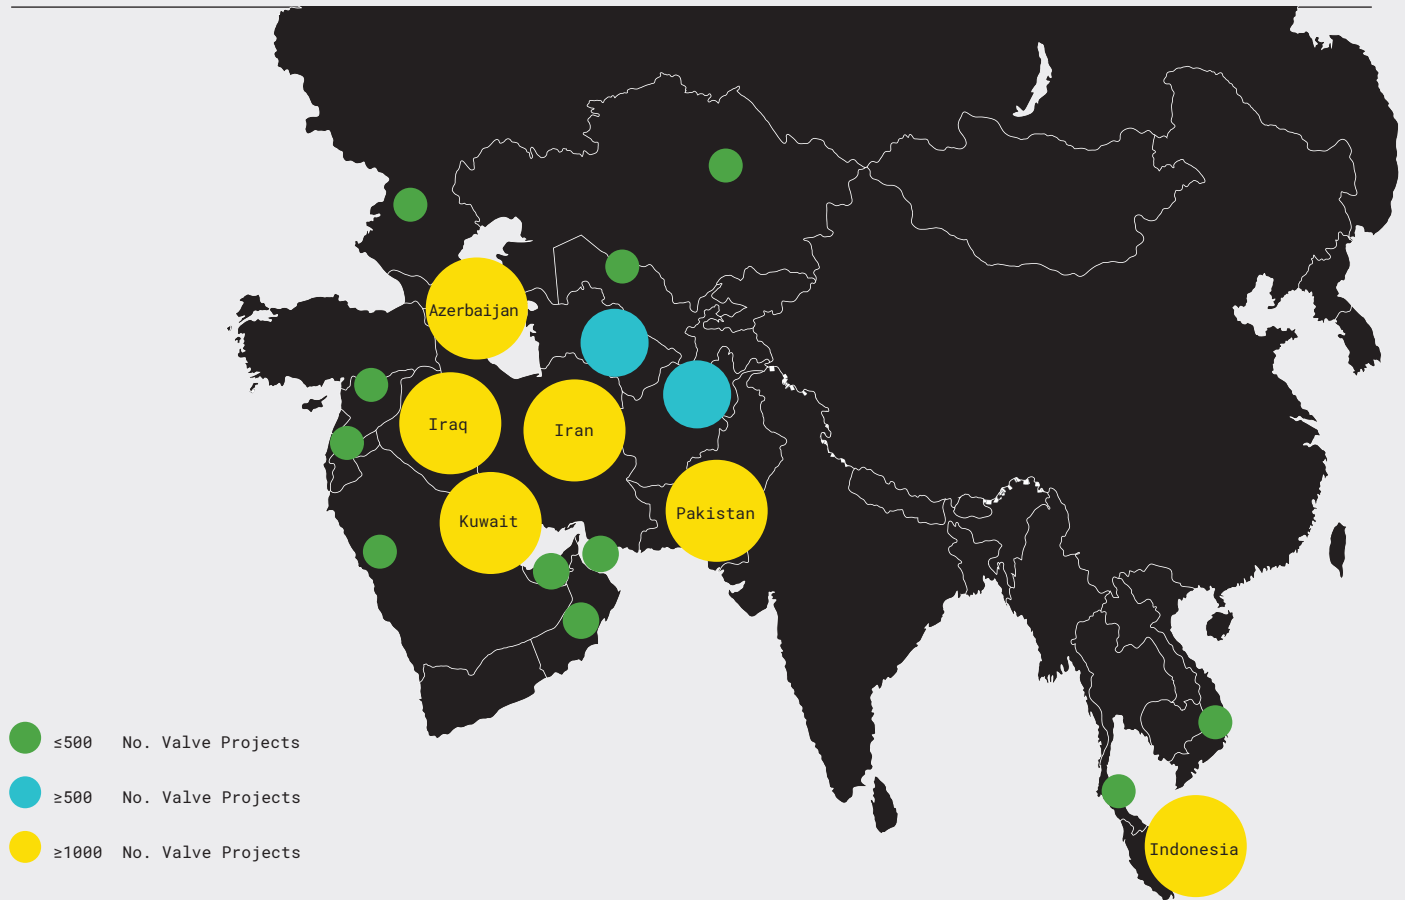 Azerbaijan
Iraq
Iran
Kuwait
Pakistan
≤500 No. Valve Projects
≥500 No. Valve Projects
≥1000 No. Valve Projects
Indonesia